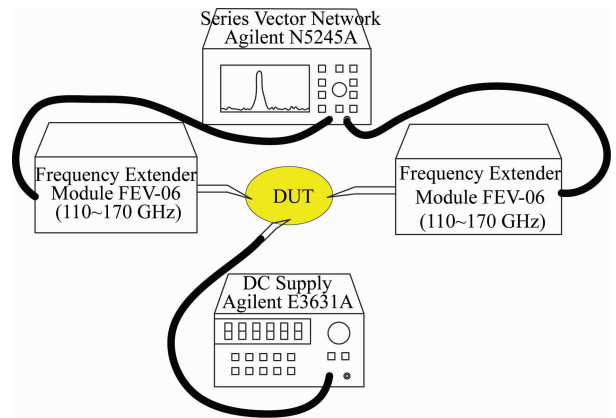 Series Vector Network
Agilent N5245A
Frequency Extender
Module FEV-06
(110~170 GHz)
DUT
Frequency Extender
Module FEV-06
(110~170 GHz)
DC Supply
Agilent E3631A